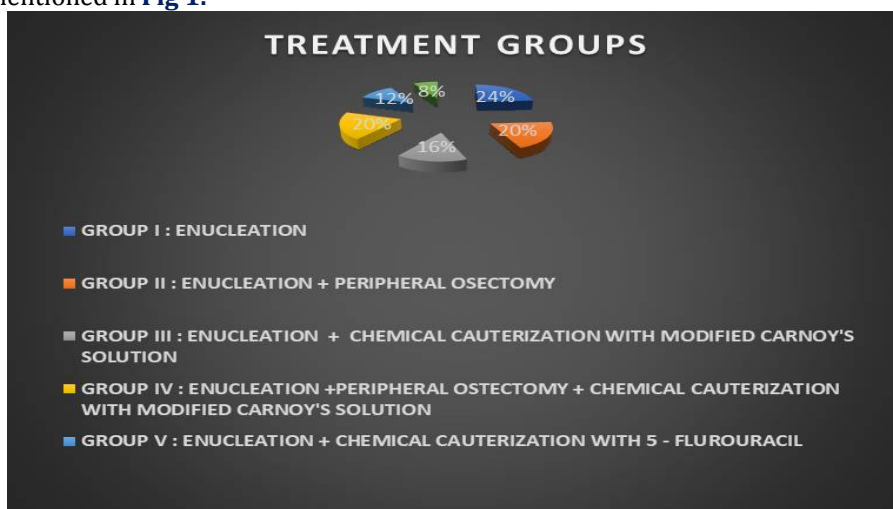 mentioned in Fig 1.
TREATMENT GROUPS
8%
12%
24%
20%
20%
16%
GROUP I : ENUCLEATION
GROUP II : ENUCLEATION + PERIPHERAL OSECTOMY
GROUP III : ENUCLEATION + CHEMICAL CAUTERIZATION WITH MODIFIED CARNOY'S
SOLUTION
GROUP IV : ENUCLEATION +PERIPHERAL OSTECTOMY + CHEMICAL CAUTERIZATION
WITH MODIFIED CARNOY'S SOLUTION
GROUP V : ENUCLEATION + CHEMICAL CAUTERIZATION WITH 5 - FLUROURACIL